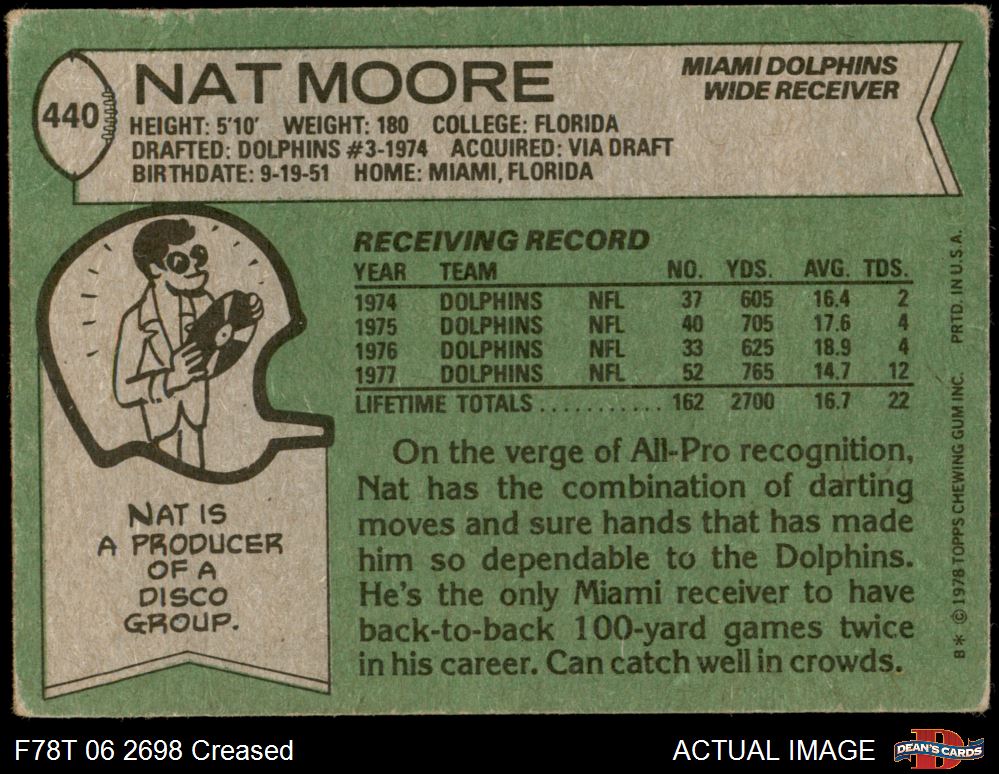 440
NAT MOORE
MIAMI DOLPHINS
WIDE RECEIVER
HEIGHT: 5'10' WEIGHT: 180 COLLEGE: FLORIDA
DRAFTED: DOLPHINS #3-1974 ACQUIRED: VIA DRAFT
BIRTHDATE: 9-19-51 HOME: MIAMI, FLORIDA
RECEIVING RECORD
YEAR TEAM NO. YDS. AVG. TDS.
1974 DOLPHINS NFL 37 605 16.4 2
1975 DOLPHINS NFL 40 705 17.6 4
1976 DOLPHINS NFL 33 625 18.9 4
1977 DOLPHINS NFL 52 765 14.7 12
LIFETIME TOTALS ........... 162 2700 16.7 22
On the verge of All-Pro recognition,
Nat has the combination of darting
moves and sure hands that has made
him so dependable to the Dolphins.
He's the only Miami receiver to have
back-to-back 100-yard games twice
in his career. Can catch well in crowds.
NAT IS
A PRODUCER
OF A
DISCO
GROUP.
B* © 1978 TOPPS CHEWING GUM INC. PRTD. IN U.S.A.
F78T 06 2698 Creased
ACTUAL IMAGE
D
DEAN'S CARDS